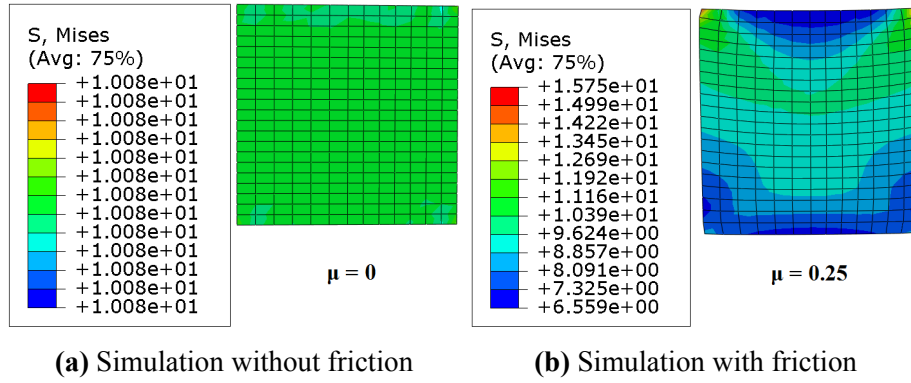 S, Mises
(Avg: 75%)
+1.008e+01
+1.008e+01
+1.008e+01
+1.008e+01
+1.008e+01
+1.008e+01
+1.008e+01
+1.008e+01
+1.008e+01
+1.008e+01
+1.008e+01
+1.008e+01
+1.008e+01
μ = 0
(a) Simulation without friction
S, Mises
(Avg: 75%)
+1.575e+01
+1.499e+01
+1.422e+01
+1.345e+01
+1.269e+01
+1.192e+01
+1.116e+01
+1.039e+01
+9.624e+00
+8.857e+00
+8.091e+00
+7.325e+00
+6.559e+00
μ = 0.25
(b) Simulation with friction